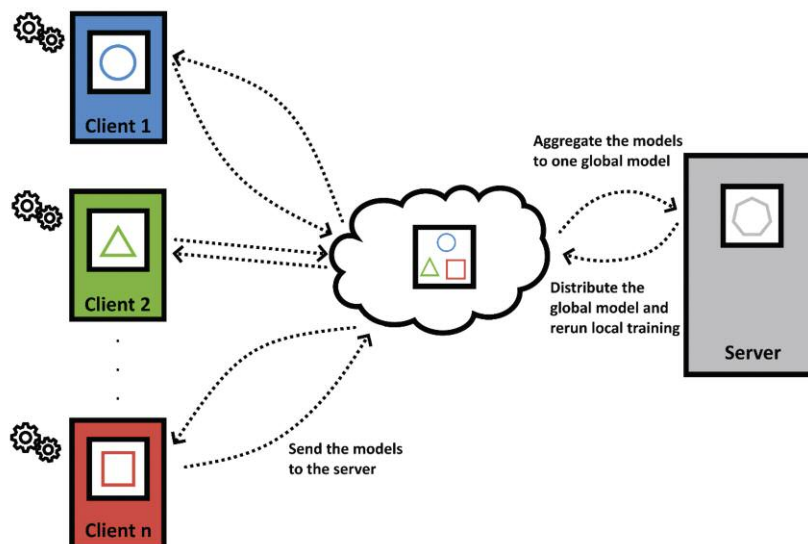 Client 1
Client 2
Client n
Send the models
to the server
Aggregate the models
to one global model
Distribute the
global model and
rerun local training
Server